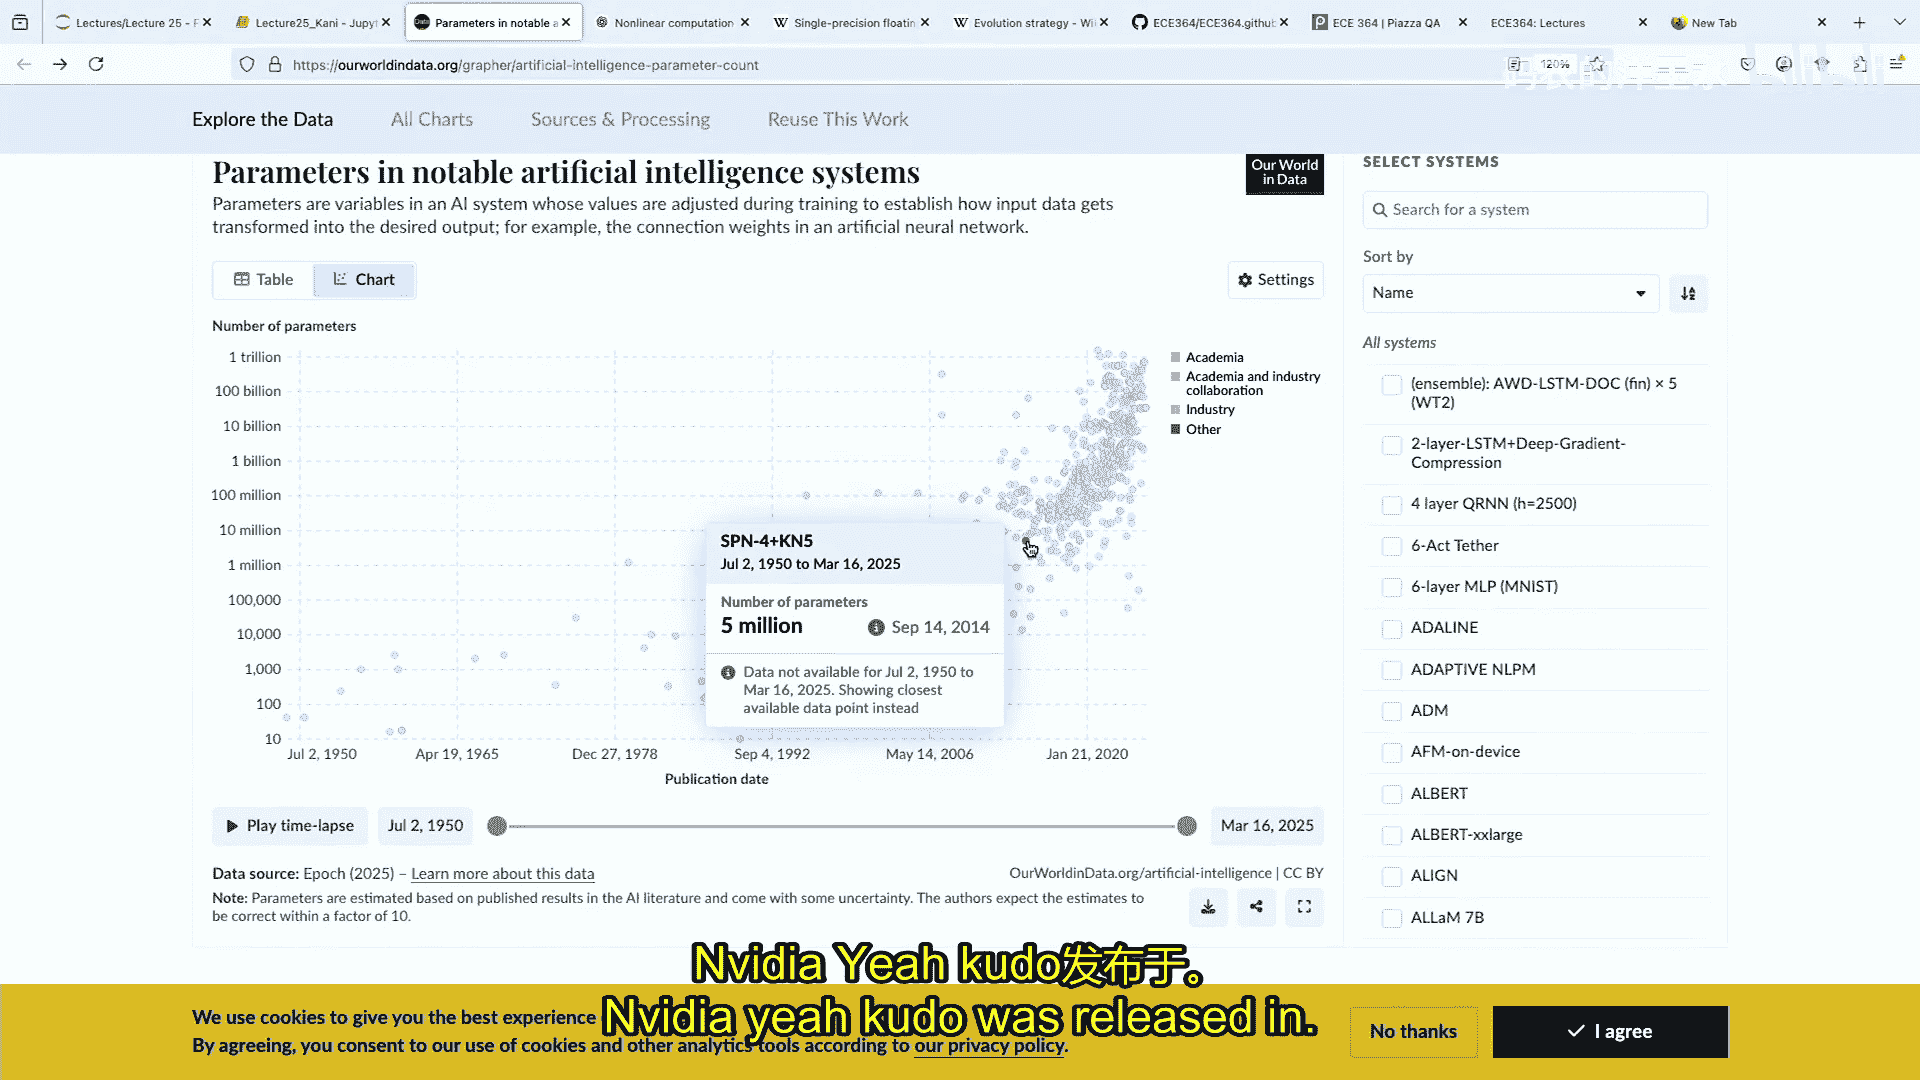 Lectures/Lecture 25 - F
Lecture25_Kani - Jupyt
Parameters in notable a
Nonlinear computation
Single-precision floatin
Evolution strategy - Wi
ECE364/ECE364.github
ECE 364 | Piazza QA
ECE364: Lectures
New Tab
https://ourworldindata.org/grapher/artificial-intelligence-parameter-count
120%
Explore the Data
All Charts
Sources & Processing
Reuse This Work
Parameters in notable artificial intelligence systems
Parameters are variables in an AI system whose values are adjusted during training to establish how input data gets
transformed into the desired output; for example, the connection weights in an artificial neural network.
Our World
in Data
Table
Chart
Settings
Number of parameters
1 trillion
100 billion
10 billion
1 billion
100 million
10 million
1 million
100,000
10,000
1,000
100
10
Jul 2, 1950
Apr 19, 1965
Dec 27, 1978
Sep 4, 1992
May 14, 2006
Jan 21, 2020
Publication date
Academia
Academia and industry
collaboration
Industry
Other
SPN-4+KN5
Jul 2, 1950 to Mar 16, 2025
Number of parameters
5 million
Sep 14, 2014
Data not available for Jul 2, 1950 to
Mar 16, 2025. Showing closest
available data point instead
Play time-lapse
Jul 2, 1950
Mar 16, 2025
Data source: Epoch (2025) – Learn more about this data
OurWorldinData.org/artificial-intelligence | CC BY
Note: Parameters are estimated based on published results in the AI literature and come with some uncertainty. The authors expect the estimates to
be correct within a factor of 10.
SELECT SYSTEMS
Search for a system
Sort by
Name
All systems
(ensemble): AWD-LSTM-DOC (fin) × 5
(WT2)
2-layer-LSTM+Deep-Gradient-
Compression
4 layer QRNN (h=2500)
6-Act Tether
6-layer MLP (MNIST)
ADALINE
ADAPTIVE NLPM
ADM
AFM-on-device
ALBERT
ALBERT-xxlarge
ALIGN
ALLaM 7B
Nvidia Yeah kudo发布于。
Nvidia yeah kudo was released in.
We use cookies to give you the best experience
By agreeing, you consent to our use of cookies and other analytics tools according to our privacy policy.
No thanks
I agree